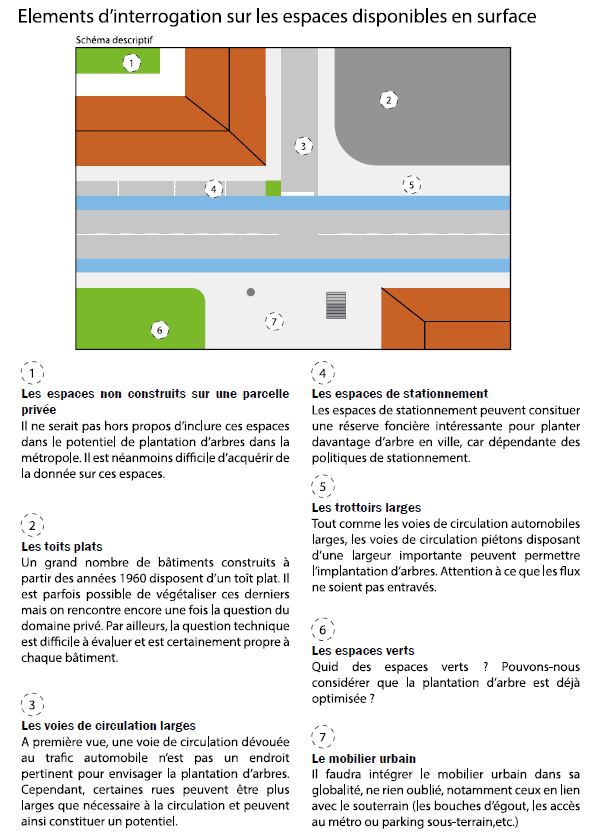 Elements d'interrogation sur les espaces disponibles en surface
Schéma descriptif
1
2
3
4
5
6
7
1
Les espaces non construits sur une parcelle
privée
Il ne serait pas hors propos d'inclure ces espaces
dans le potentiel de plantation d'arbres dans la
métropole. Il est néanmoins difficile d'acquérir de
la donnée sur ces espaces.
2
Les toits plats
Un grand nombre de bâtiments construits à
partir des années 1960 disposent d'un toît plat. Il
est parfois possible de végétaliser ces derniers
mais on rencontre encore une fois la question du
domaine privé. Par ailleurs, la question technique
est difficile à évaluer et est certainement propre à
chaque bâtiment.
3
Les voies de circulation larges
A première vue, une voie de circulation dévouée
au trafic automobile n'est pas un endroit
pertinent pour envisager la plantation d'arbres.
Cependant, certaines rues peuvent être plus
larges que nécessaire à la circulation et peuvent
ainsi constituer un potentiel.
4
Les espaces de stationnement
Les espaces de stationnement peuvent consituer
une réserve foncière intéressante pour planter
davantage d'arbre en ville, car dépendante des
politiques de stationnement.
5
Les trottoirs larges
Tout comme les voies de circulation automobiles
larges, les voies de circulation piétons disposant
d'une largeur importante peuvent permettre
l'implantation d'arbres. Attention à ce que les flux
ne soient pas entravés.
6
Les espaces verts
Quid des espaces verts ? Pouvons-nous
considérer que la plantation d'arbre est déjà
optimisée ?
7
Le mobilier urbain
Il faudra intégrer le mobilier urbain dans sa
globalité, ne rien oublié, notamment ceux en lien
avec le souterrain (les bouches d'égout, les accès
au métro ou parking sous-terrain,etc.)